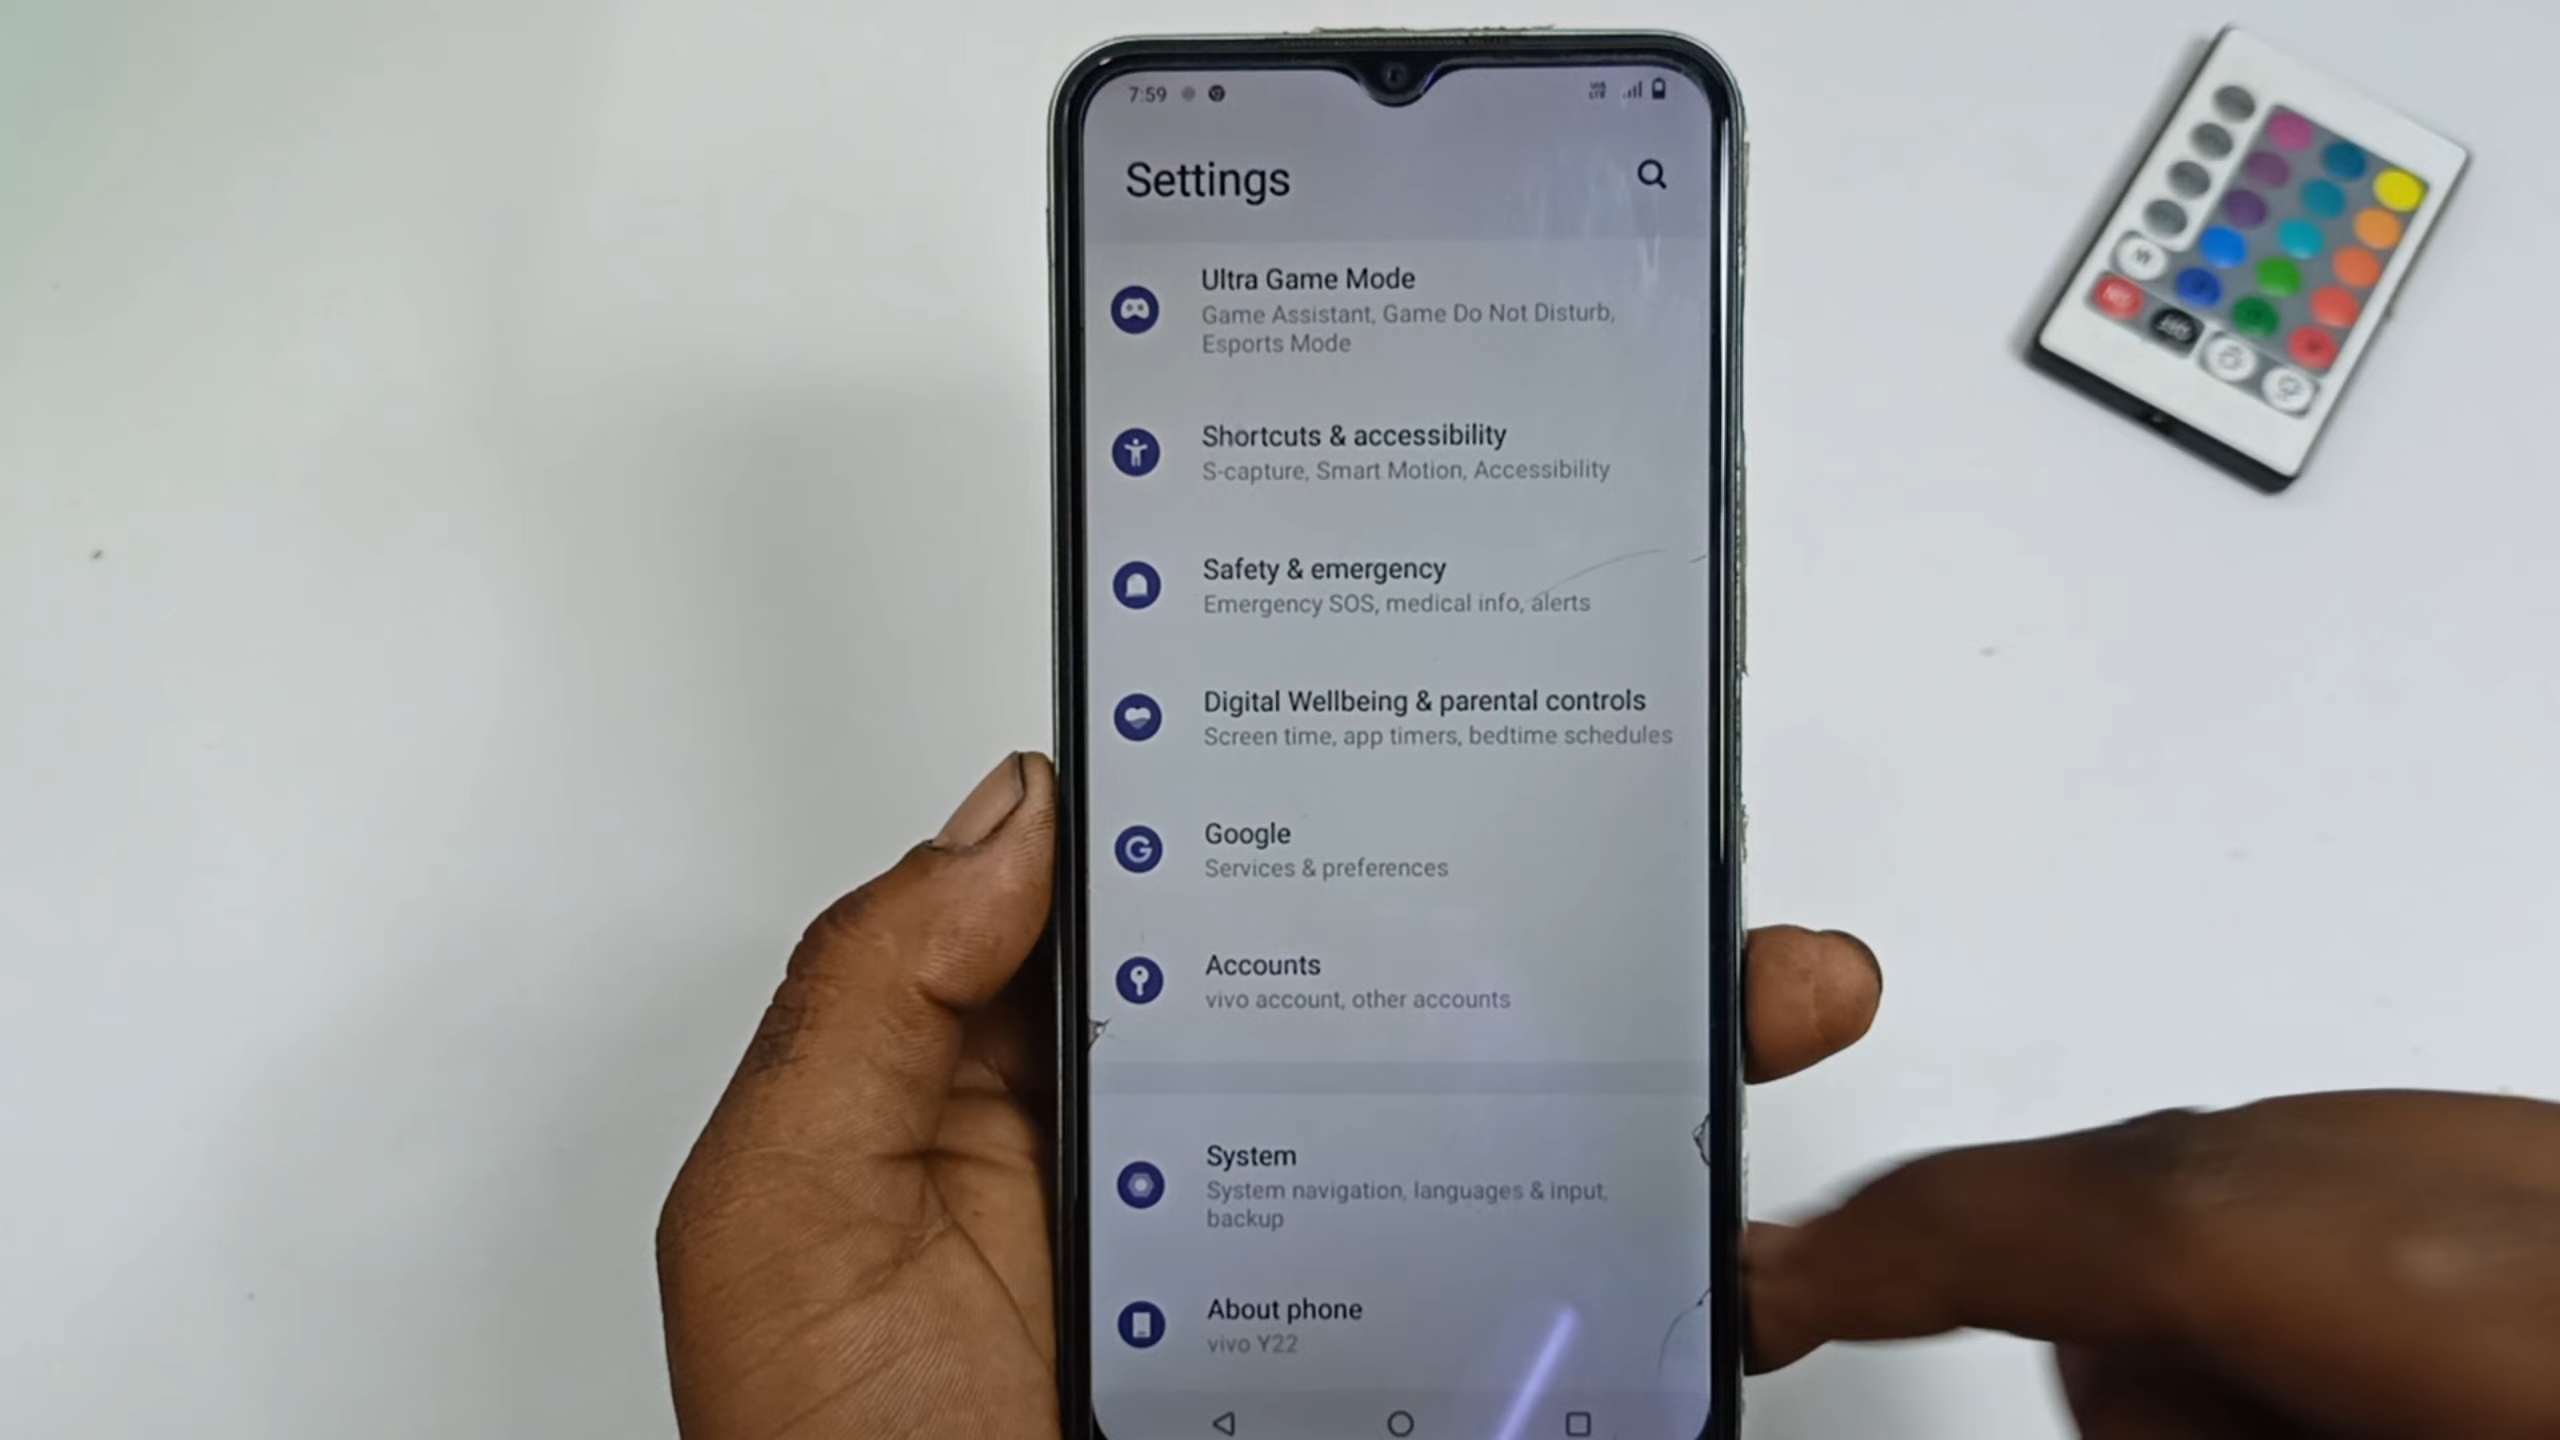 7:59
Settings
Ultra Game Mode
Game Assistant, Game Do Not Disturb,
Esports Mode
Shortcuts & accessibility
S-capture, Smart Motion, Accessibility
Safety & emergency
Emergency SOS, medical info, alerts
Digital Wellbeing & parental controls
Screen time, app timers, bedtime schedules
Google
Services & preferences
Accounts
vivo account, other accounts
System
System navigation, languages & input,
backup
About phone
vivo Y22